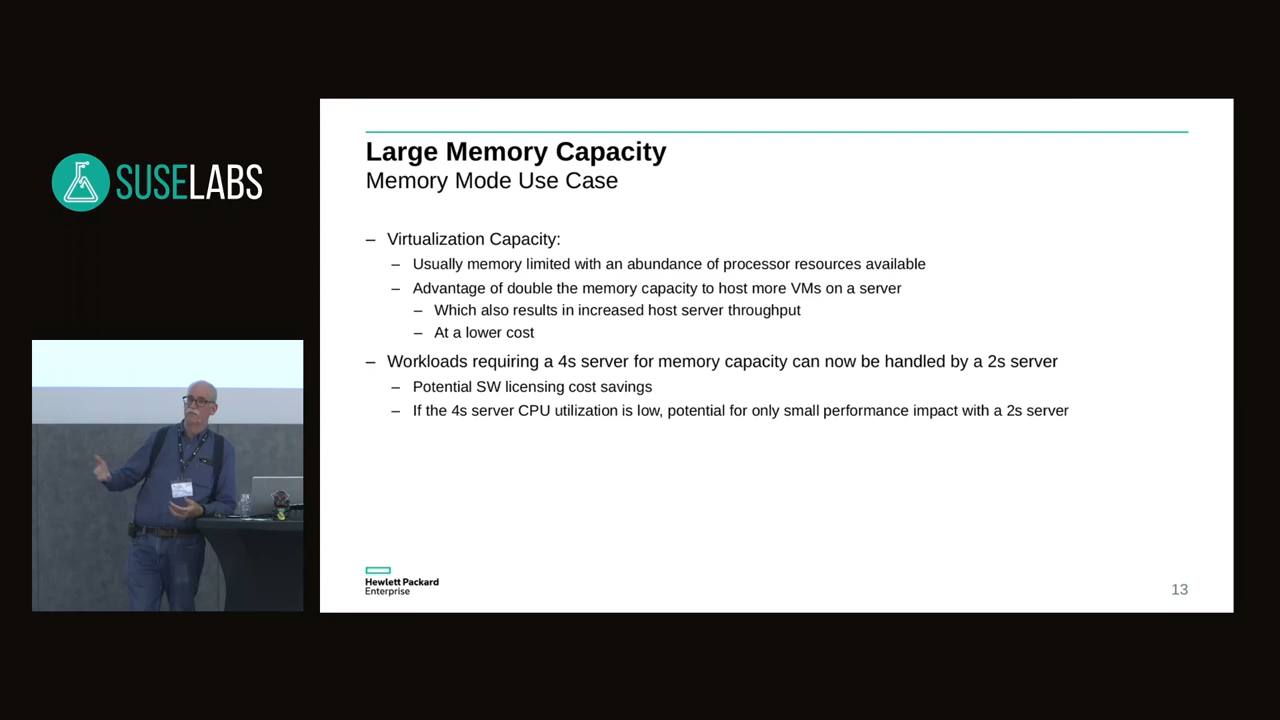 SUSELABS
Large Memory Capacity
Memory Mode Use Case
– Virtualization Capacity:
– Usually memory limited with an abundance of processor resources available
– Advantage of double the memory capacity to host more VMs on a server
– Which also results in increased host server throughput
– At a lower cost
– Workloads requiring a 4s server for memory capacity can now be handled by a 2s server
– Potential SW licensing cost savings
– If the 4s server CPU utilization is low, potential for only small performance impact with a 2s server
Hewlett Packard
Enterprise
13